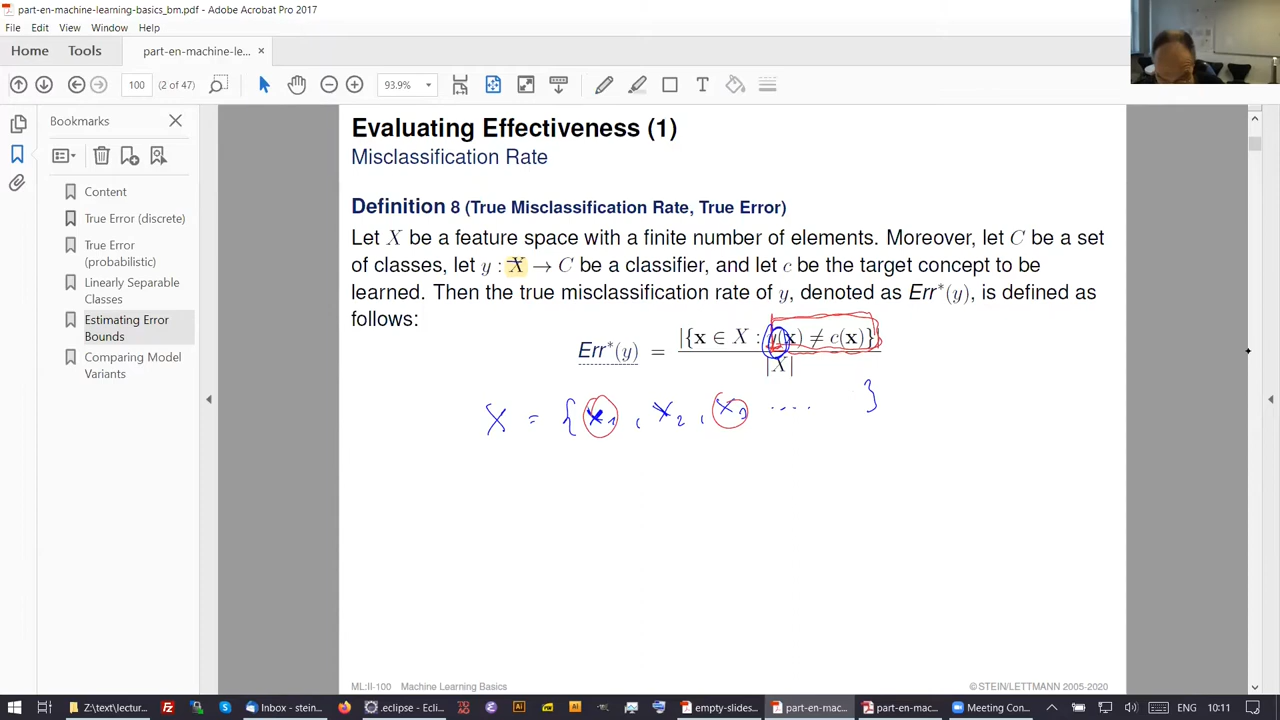 part-en-machine-learning-basics_bm.pdf - Adobe Acrobat Pro 2017
File Edit View Window Help
Home Tools part-en-machine-le... ×
100 (2 of 47) 93.9%
Bookmarks
Content
True Error (discrete)
True Error
(probabilistic)
Linearly Separable
Classes
Estimating Error
Bounds
Comparing Model
Variants
Evaluating Effectiveness (1)
Misclassification Rate
Definition 8 (True Misclassification Rate, True Error)
Let X be a feature space with a finite number of elements. Moreover, let C be a set
of classes, let y : X → C be a classifier, and let c be the target concept to be
learned. Then the true misclassification rate of y, denoted as Err*(y), is defined as
follows:
Err*(y) = |{x ∈ X : y(x) ≠ c(x)}|
|X|
X = {x1 , x2 , x3 .... }
ML:II-100 Machine Learning Basics
© STEIN/LETTMANN 2005-2020
Z:\text\lectur... Inbox - stein... eclipse - Ecli... empty-slides... part-en-mac... part-en-mac... Meeting Con... ENG 10:11